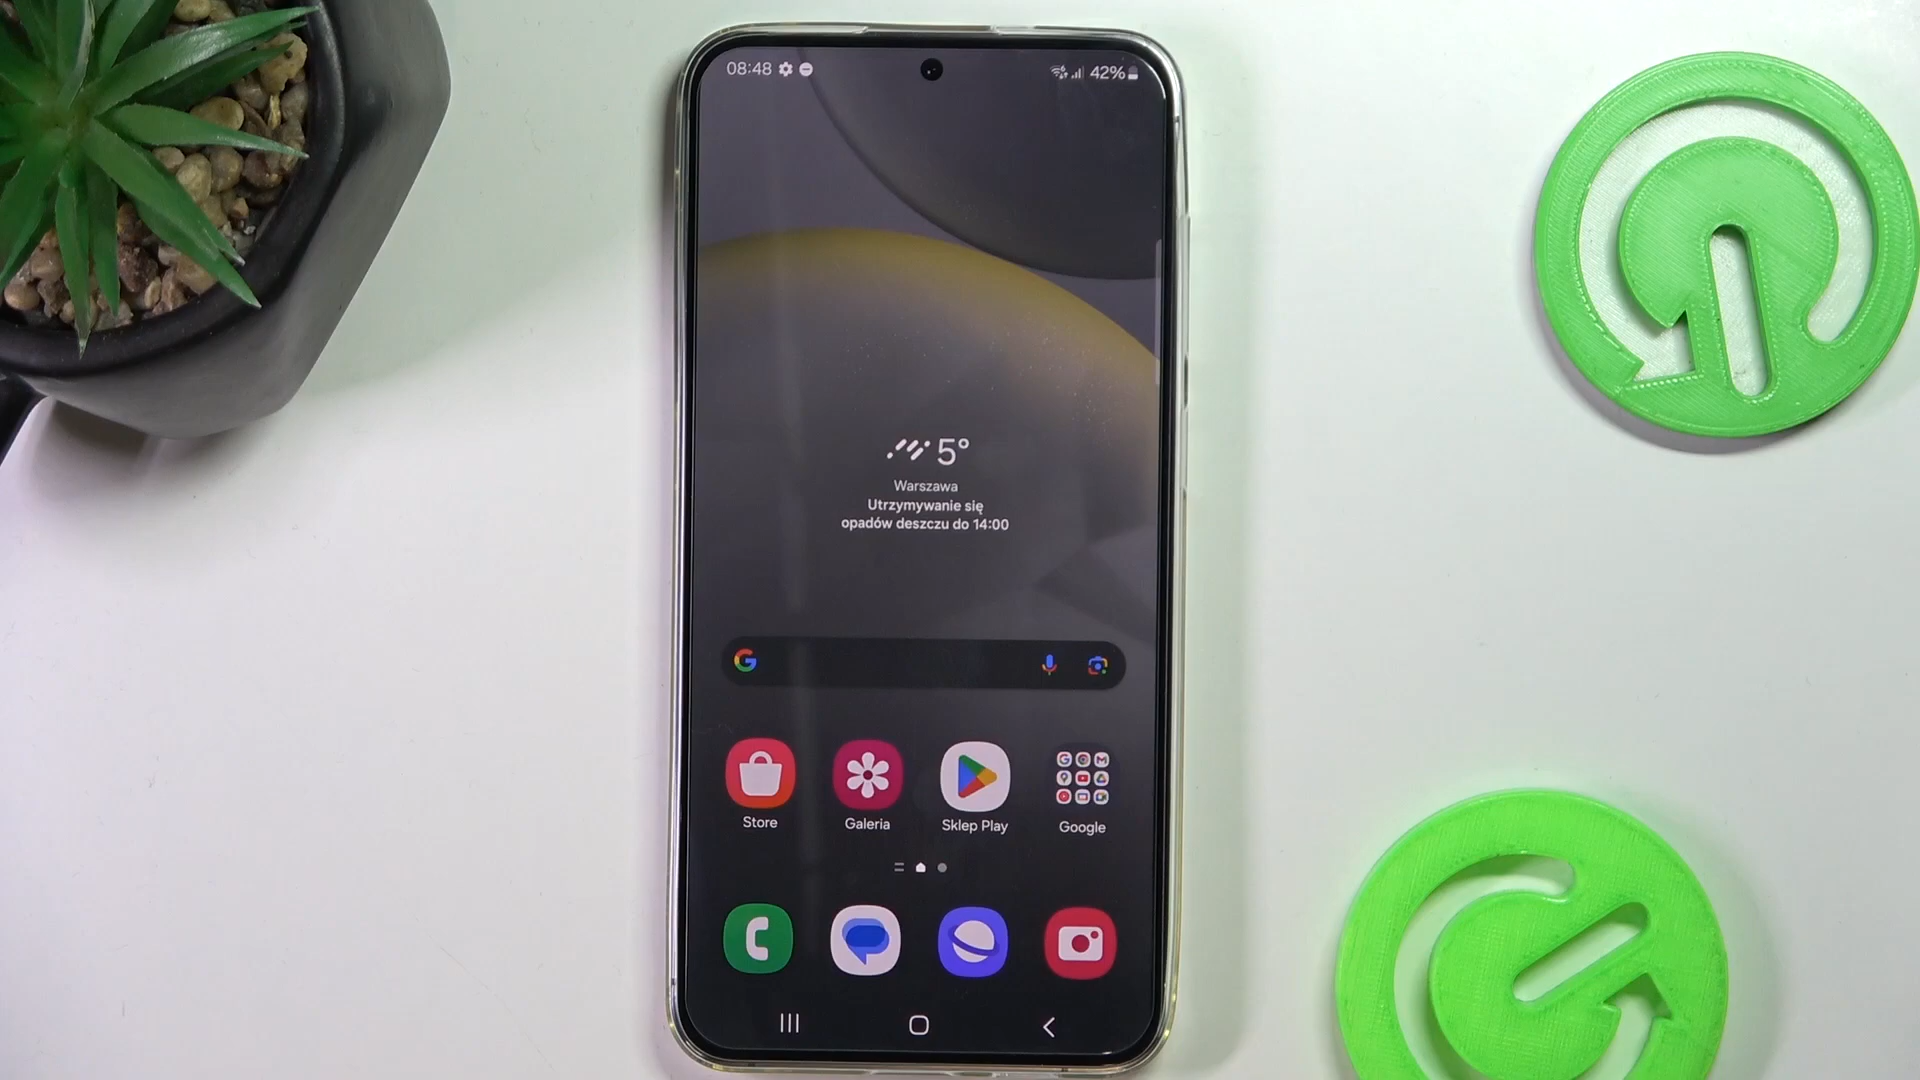 08:48
42%
5°
Warszawa
Utrzymywanie się
opadów deszczu do 14:00
Store
Galeria
Sklep Play
Google